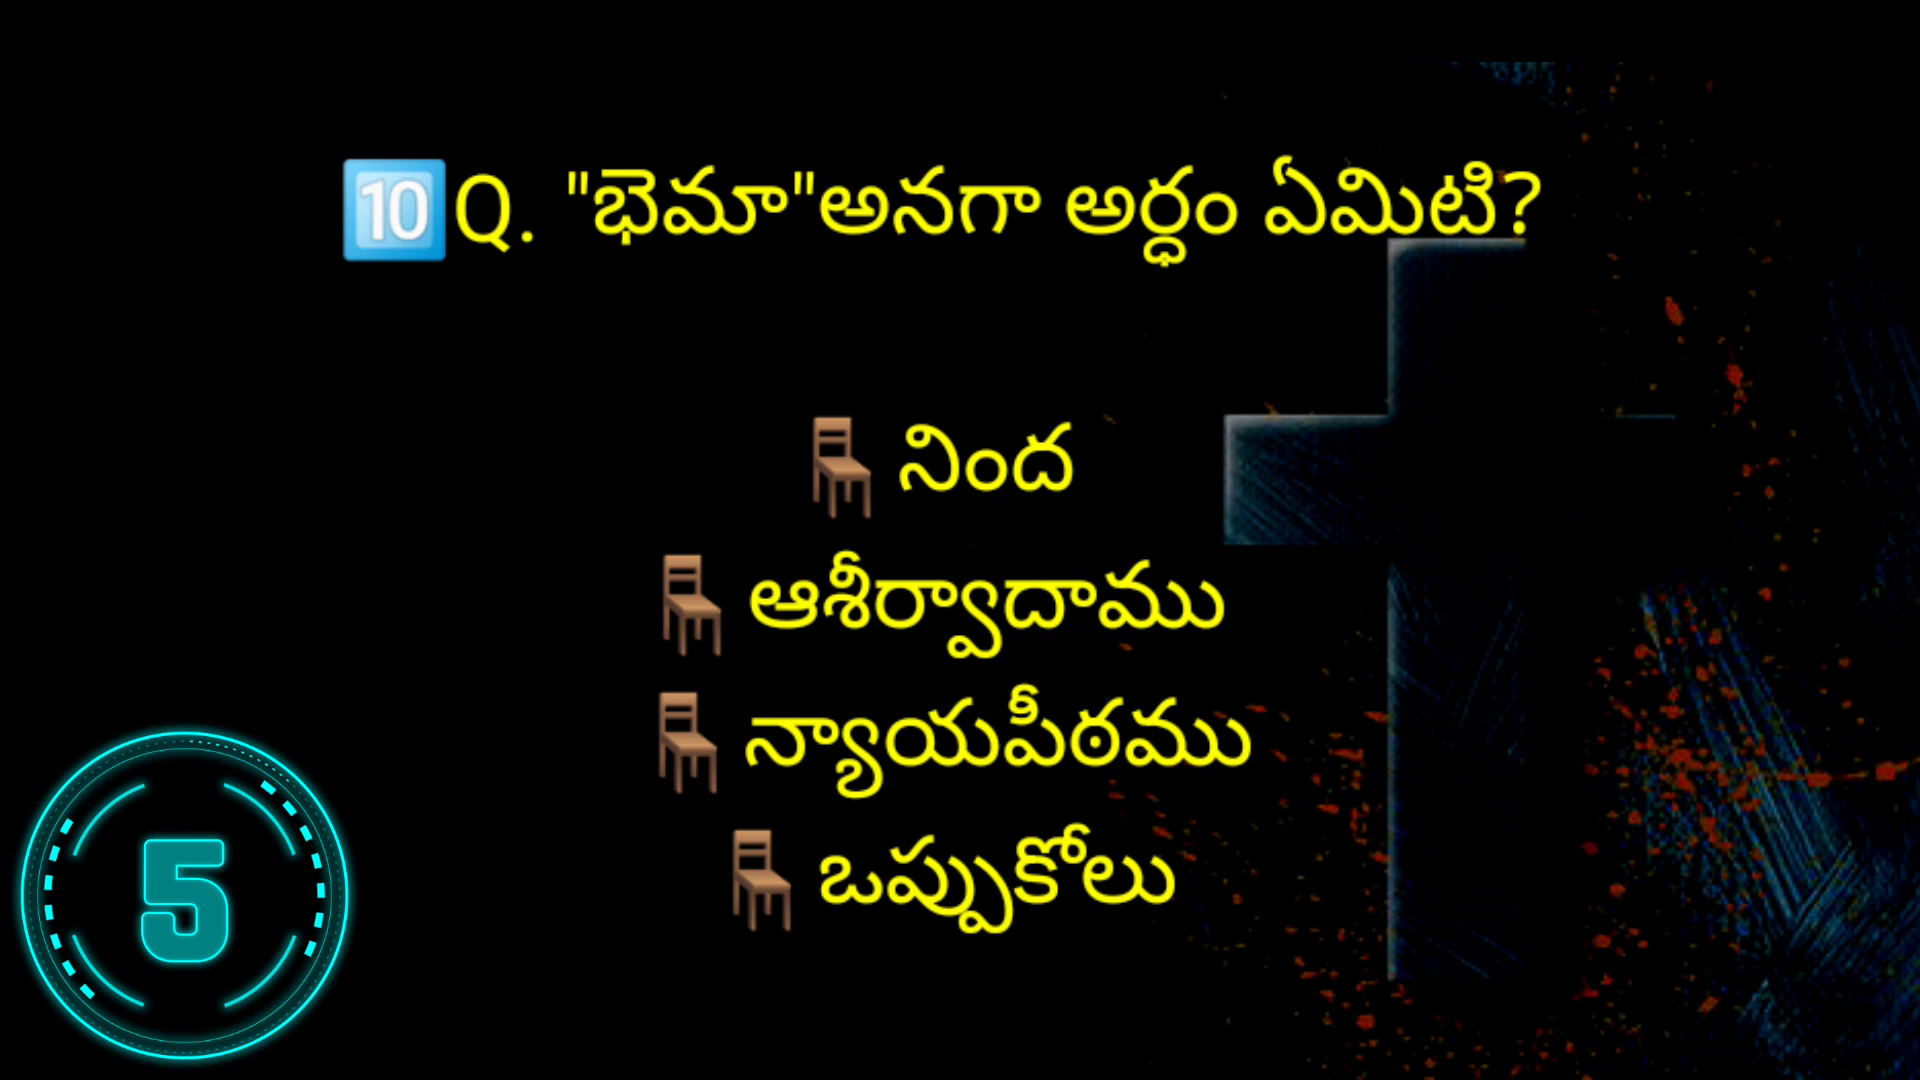 🔟Q. "భెమా"అనగా అర్ధం ఏమిటి?
🪑 నింద
🪑 ఆశీర్వాదాము
🪑 న్యాయపీఠము
🪑 ఒప్పుకోలు
5